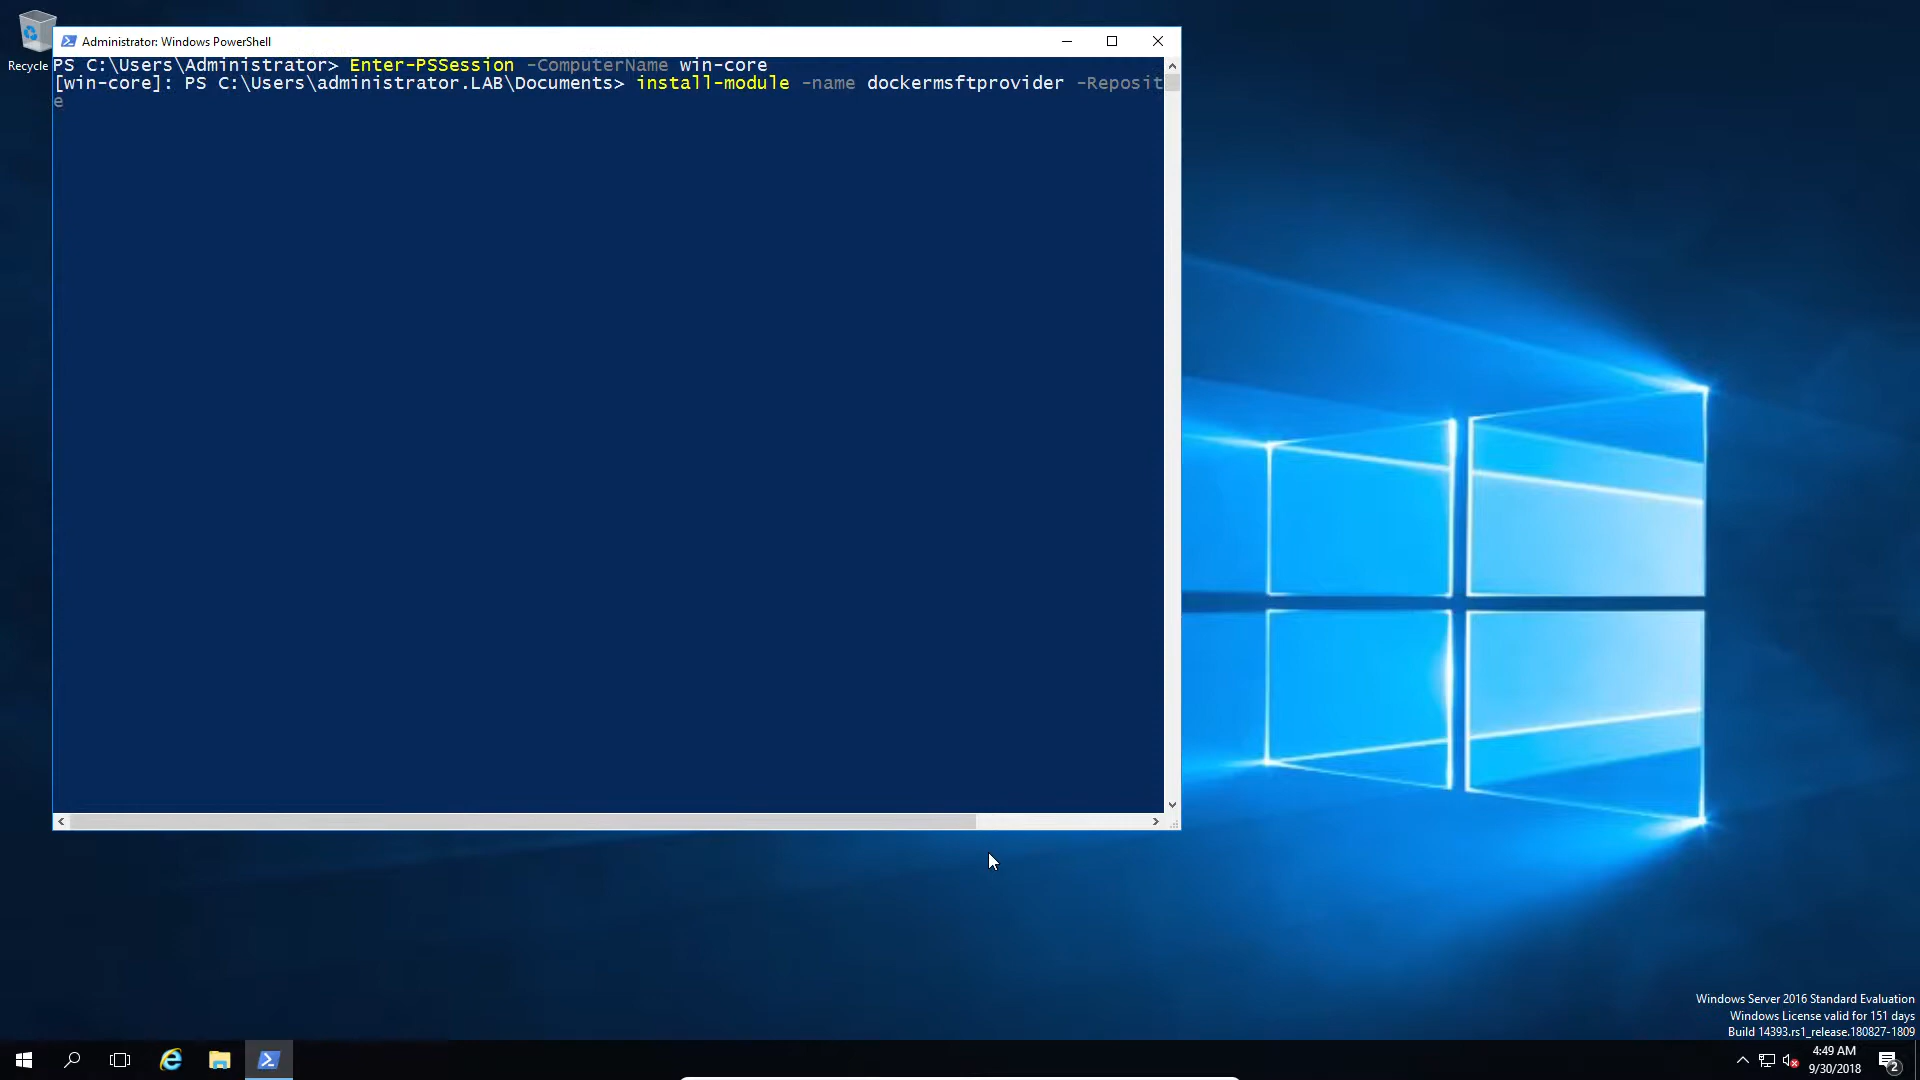 Administrator: Windows PowerShell
PS C:\Users\Administrator> Enter-PSSession -ComputerName win-core
[win-core]: PS C:\Users\administrator.LAB\Documents> install-module -name dockermsftprovider -Reposit
e
Recycle
Windows Server 2016 Standard Evaluation
Windows License valid for 151 days
Build 14393.rs1_release.180827-1809
4:49 AM
9/30/2018
2